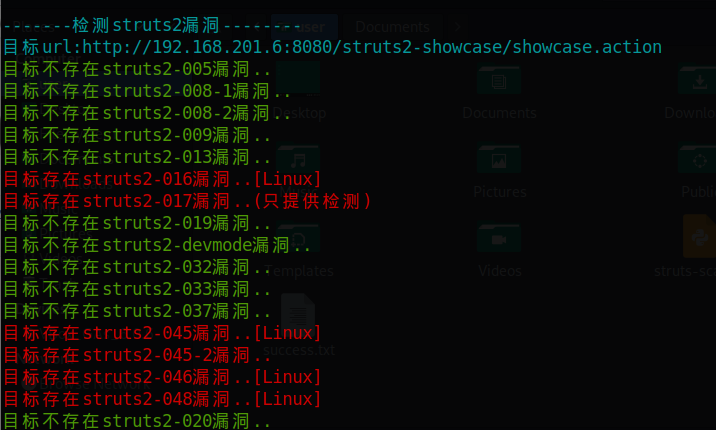 -------检测struts2漏洞--------
目标url:http://192.168.201.6:8080/struts2-showcase/showcase.action
目标不存在struts2-005漏洞..
目标不存在struts2-008-1漏洞..
目标不存在struts2-008-2漏洞..
目标不存在struts2-009漏洞..
目标不存在struts2-013漏洞..
目标存在struts2-016漏洞..[Linux]
目标存在struts2-017漏洞..(只提供检测)
目标不存在struts2-019漏洞..
目标不存在struts2-devmode漏洞..
目标不存在struts2-032漏洞..
目标不存在struts2-033漏洞..
目标不存在struts2-037漏洞..
目标存在struts2-045漏洞..[Linux]
目标存在struts2-045-2漏洞..
目标存在struts2-046漏洞..[Linux]
目标存在struts2-048漏洞..[Linux]
目标不存在struts2-020漏洞..
Documents
Desktop
Documents
Downlo
Pictures
Publi
Templates
Videos
struts-sca
success.txt